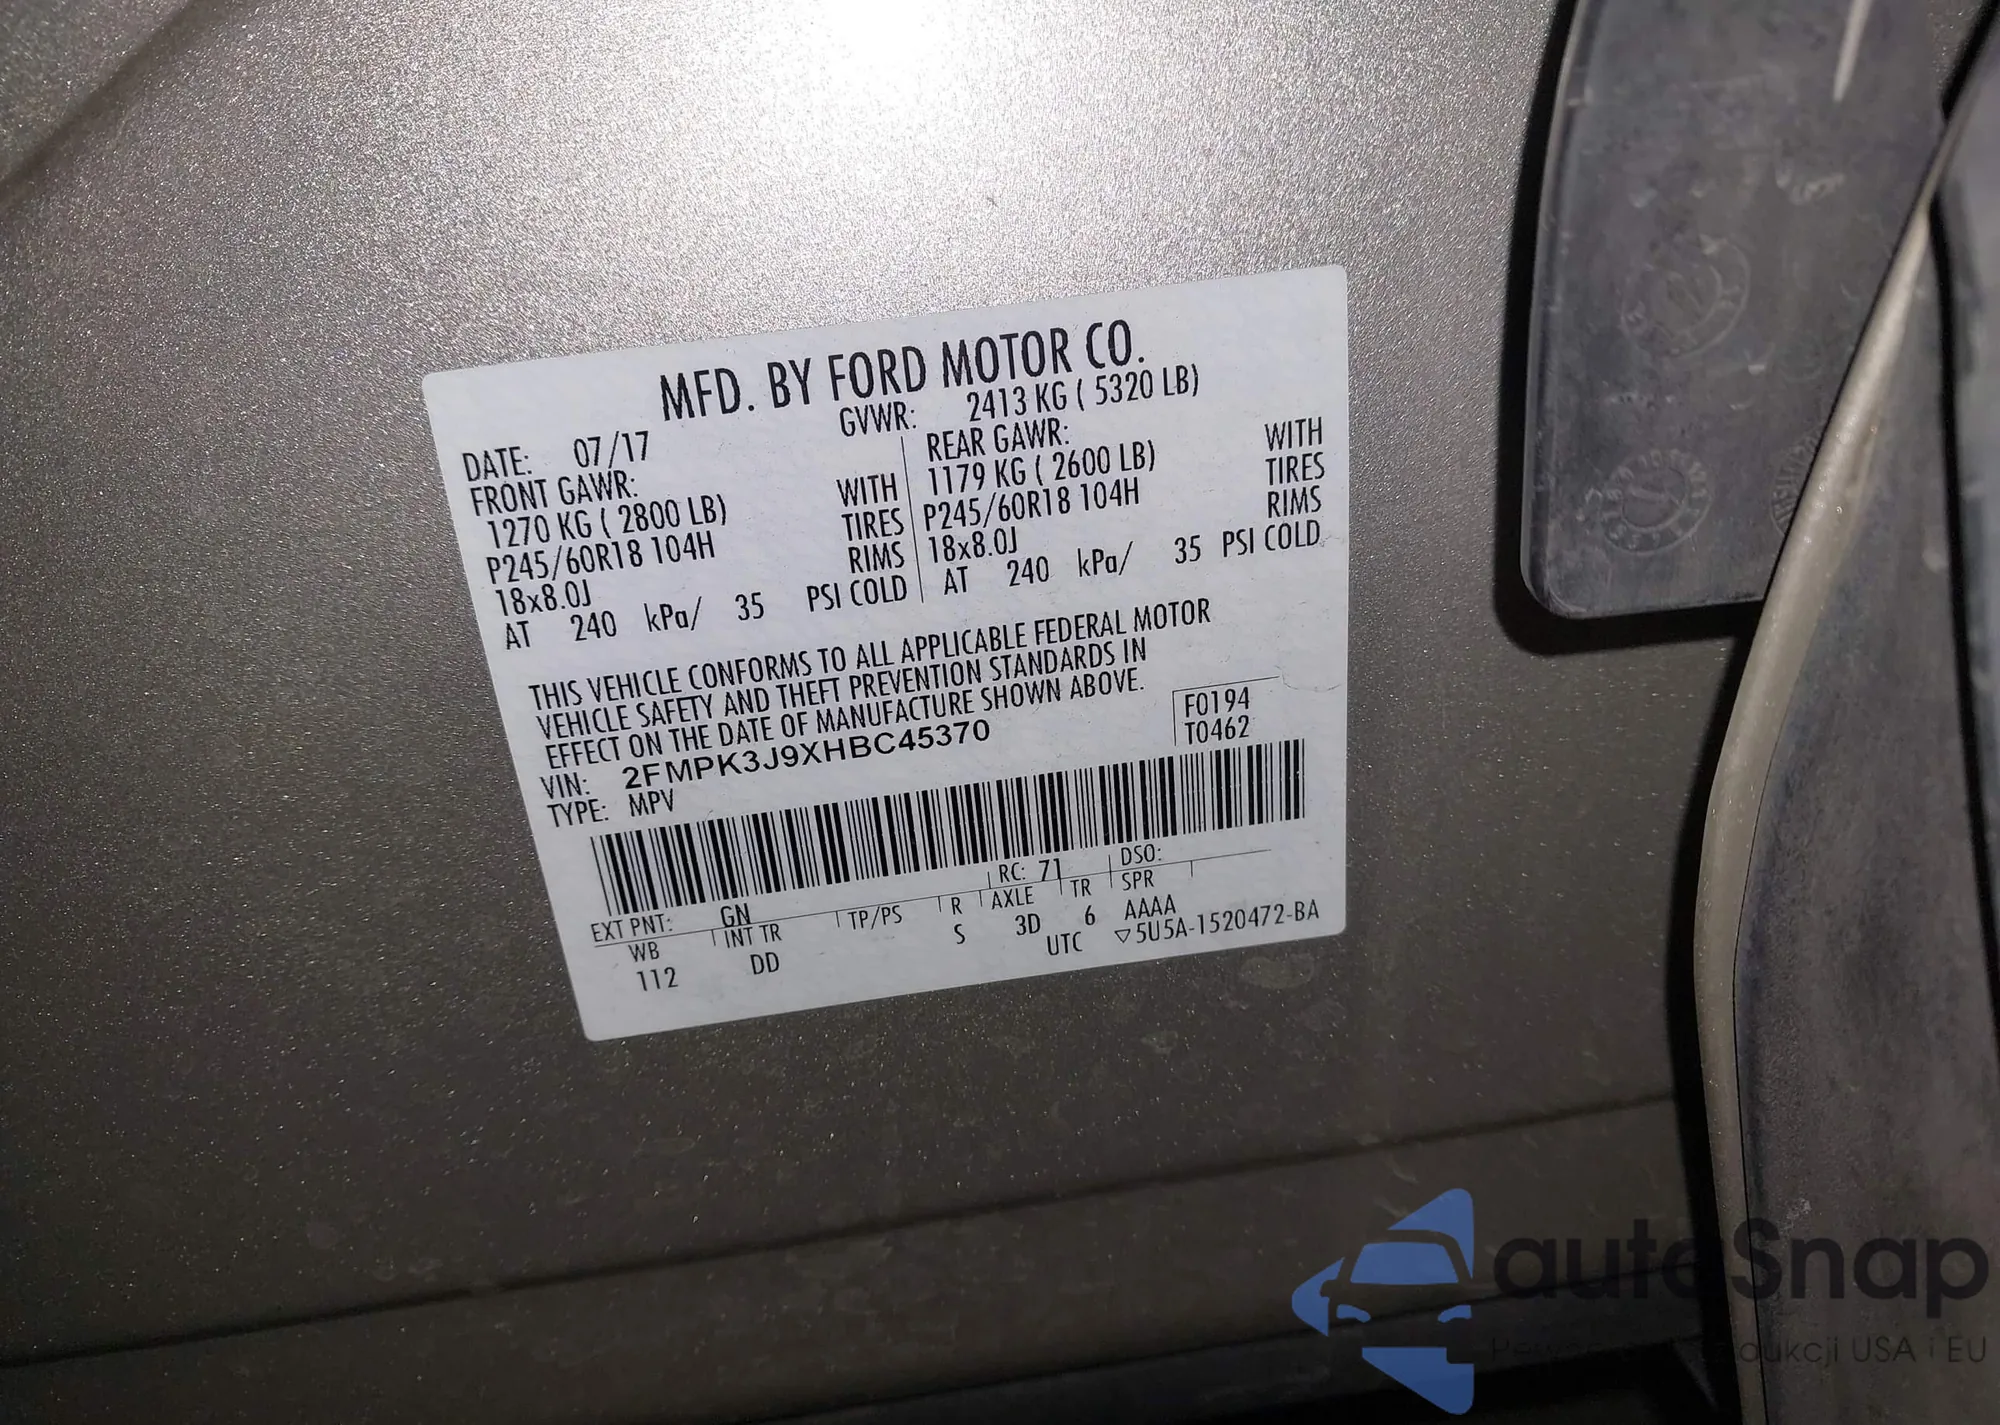 MFD. BY FORD MOTOR CO.
DATE: 07/17 GVWR: 2413 KG ( 5320 LB)
FRONT GAWR: REAR GAWR:
1270 KG ( 2800 LB) WITH 1179 KG ( 2600 LB) WITH
P245/60R18 104H TIRES P245/60R18 104H TIRES
18x8.0J RIMS 18x8.0J RIMS
AT 240 kPa/ 35 PSI COLD AT 240 kPa/ 35 PSI COLD
THIS VEHICLE CONFORMS TO ALL APPLICABLE FEDERAL MOTOR
VEHICLE SAFETY AND THEFT PREVENTION STANDARDS IN
EFFECT ON THE DATE OF MANUFACTURE SHOWN ABOVE.
VIN: 2FMPK3J9XHBC45370 F0194
TYPE: MPV T0462
EXT PNT: GN RC: 71 DSO:
WB INT TR TP/PS R AXLE TR SPR
112 DD S 3D 6 AAAA
UTC ▽5U5A-1520472-BA
autoSnap
USA i EU